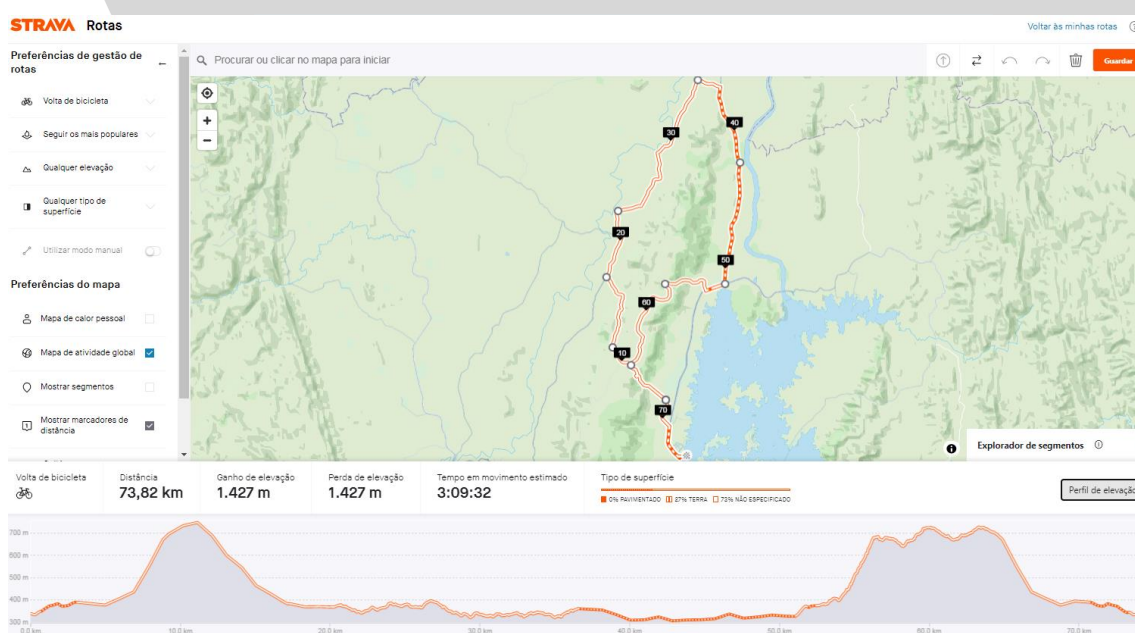 STRAVA Rotas
Voltar às minhas rotas
Preferências de gestão de
rotas
Procurar ou clicar no mapa para iniciar
Guardar
Volta de bicicleta
Seguir os mais populares
Qualquer elevação
Qualquer tipo de
superfície
Utilizar modo manual
Preferências do mapa
Mapa de calor pessoal
Mapa de atividade global
Mostrar segmentos
Mostrar marcadores de
distância
40
30
20
50
60
10
70
Explorador de segmentos
Volta de bicicleta
Distância
73,82 km
Ganho de elevação
1.427 m
Perda de elevação
1.427 m
Tempo em movimento estimado
3:09:32
Tipo de superfície
0% PAVIMENTADO 27% TERRA 73% NÃO ESPECIFICADO
Perfil de elevação
700 m
600 m
500 m
400 m
300 m
0.0 km 10.0 km 20.0 km 30.0 km 40.0 km 50.0 km 60.0 km 70.0 km